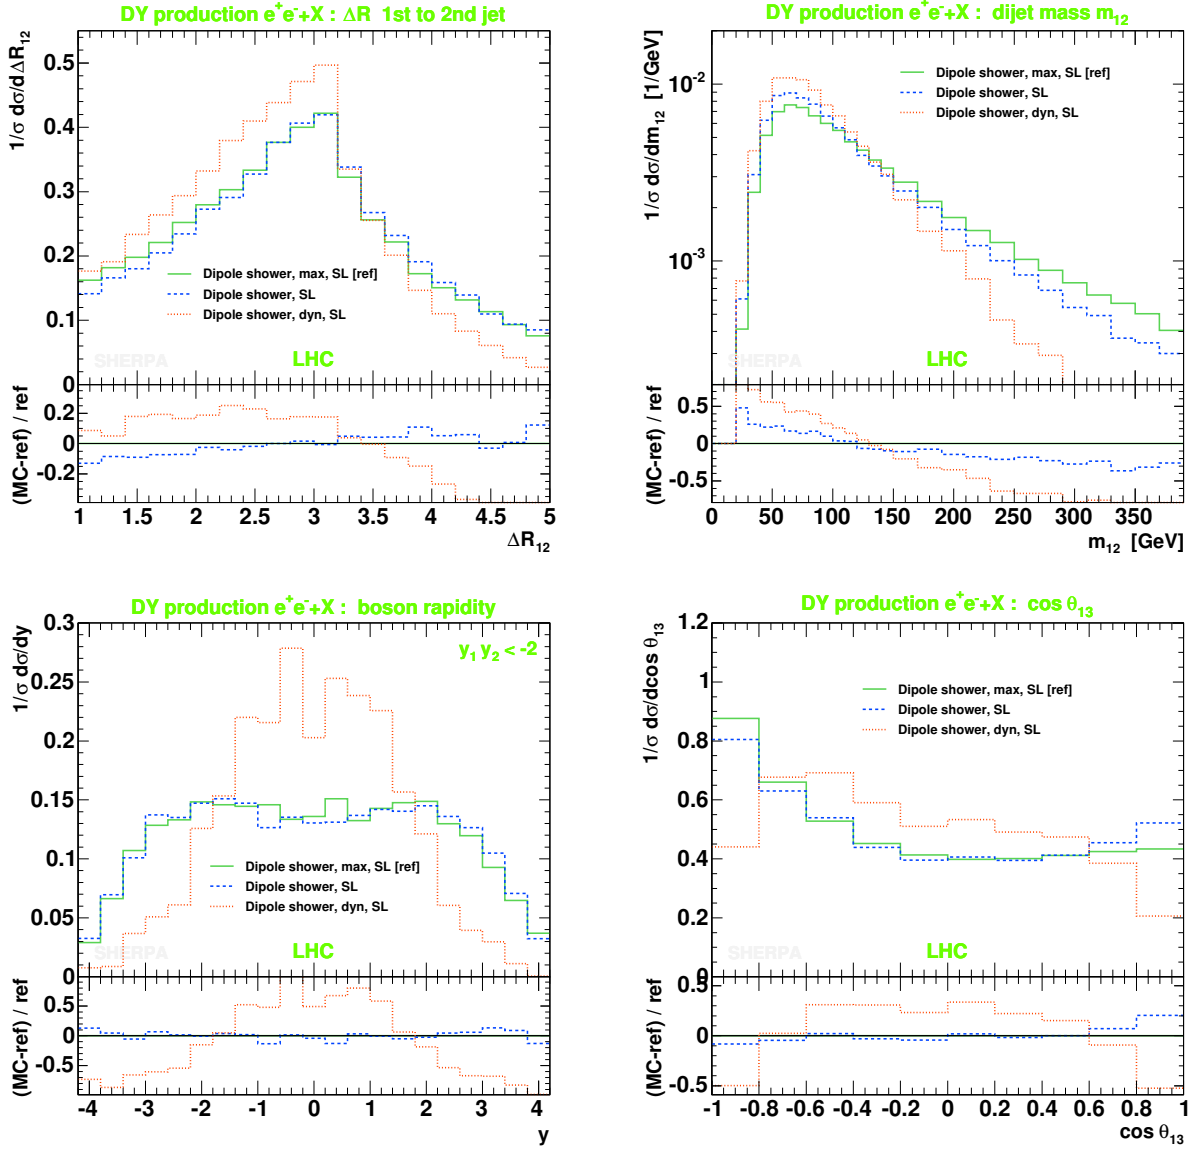 DY production e⁺e⁻+X : ΔR 1st to 2nd jet
1/σ dσ/dΔR₁₂
0.5
0.4
0.3
0.2
0.1
0
Dipole shower, max, SL [ref]
Dipole shower, SL
Dipole shower, dyn, SL
SHERPA
LHC
(MC-ref) / ref
0.2
0
-0.2
1 1.5 2 2.5 3 3.5 4 4.5 5
ΔR₁₂
DY production e⁺e⁻+X : dijet mass m₁₂
1/σ dσ/dm₁₂ [1/GeV]
10⁻²
10⁻³
Dipole shower, max, SL [ref]
Dipole shower, SL
Dipole shower, dyn, SL
SHERPA
LHC
(MC-ref) / ref
0.5
0
-0.5
0 50 100 150 200 250 300 350
m₁₂ [GeV]
DY production e⁺e⁻+X : boson rapidity
1/σ dσ/dy
y₁ y₂ < -2
0.3
0.25
0.2
0.15
0.1
0.05
0
Dipole shower, max, SL [ref]
Dipole shower, SL
Dipole shower, dyn, SL
SHERPA
LHC
(MC-ref) / ref
0.5
0
-0.5
-4 -3 -2 -1 0 1 2 3 4
y
DY production e⁺e⁻+X : cos θ₁₃
1/σ dσ/dcos θ₁₃
1.2
1
0.8
0.6
0.4
0.2
0
Dipole shower, max, SL [ref]
Dipole shower, SL
Dipole shower, dyn, SL
SHERPA
LHC
(MC-ref) / ref
0.5
0
-0.5
-1 -0.8 -0.6 -0.4 -0.2 0 0.2 0.4 0.6 0.8 1
cos θ₁₃